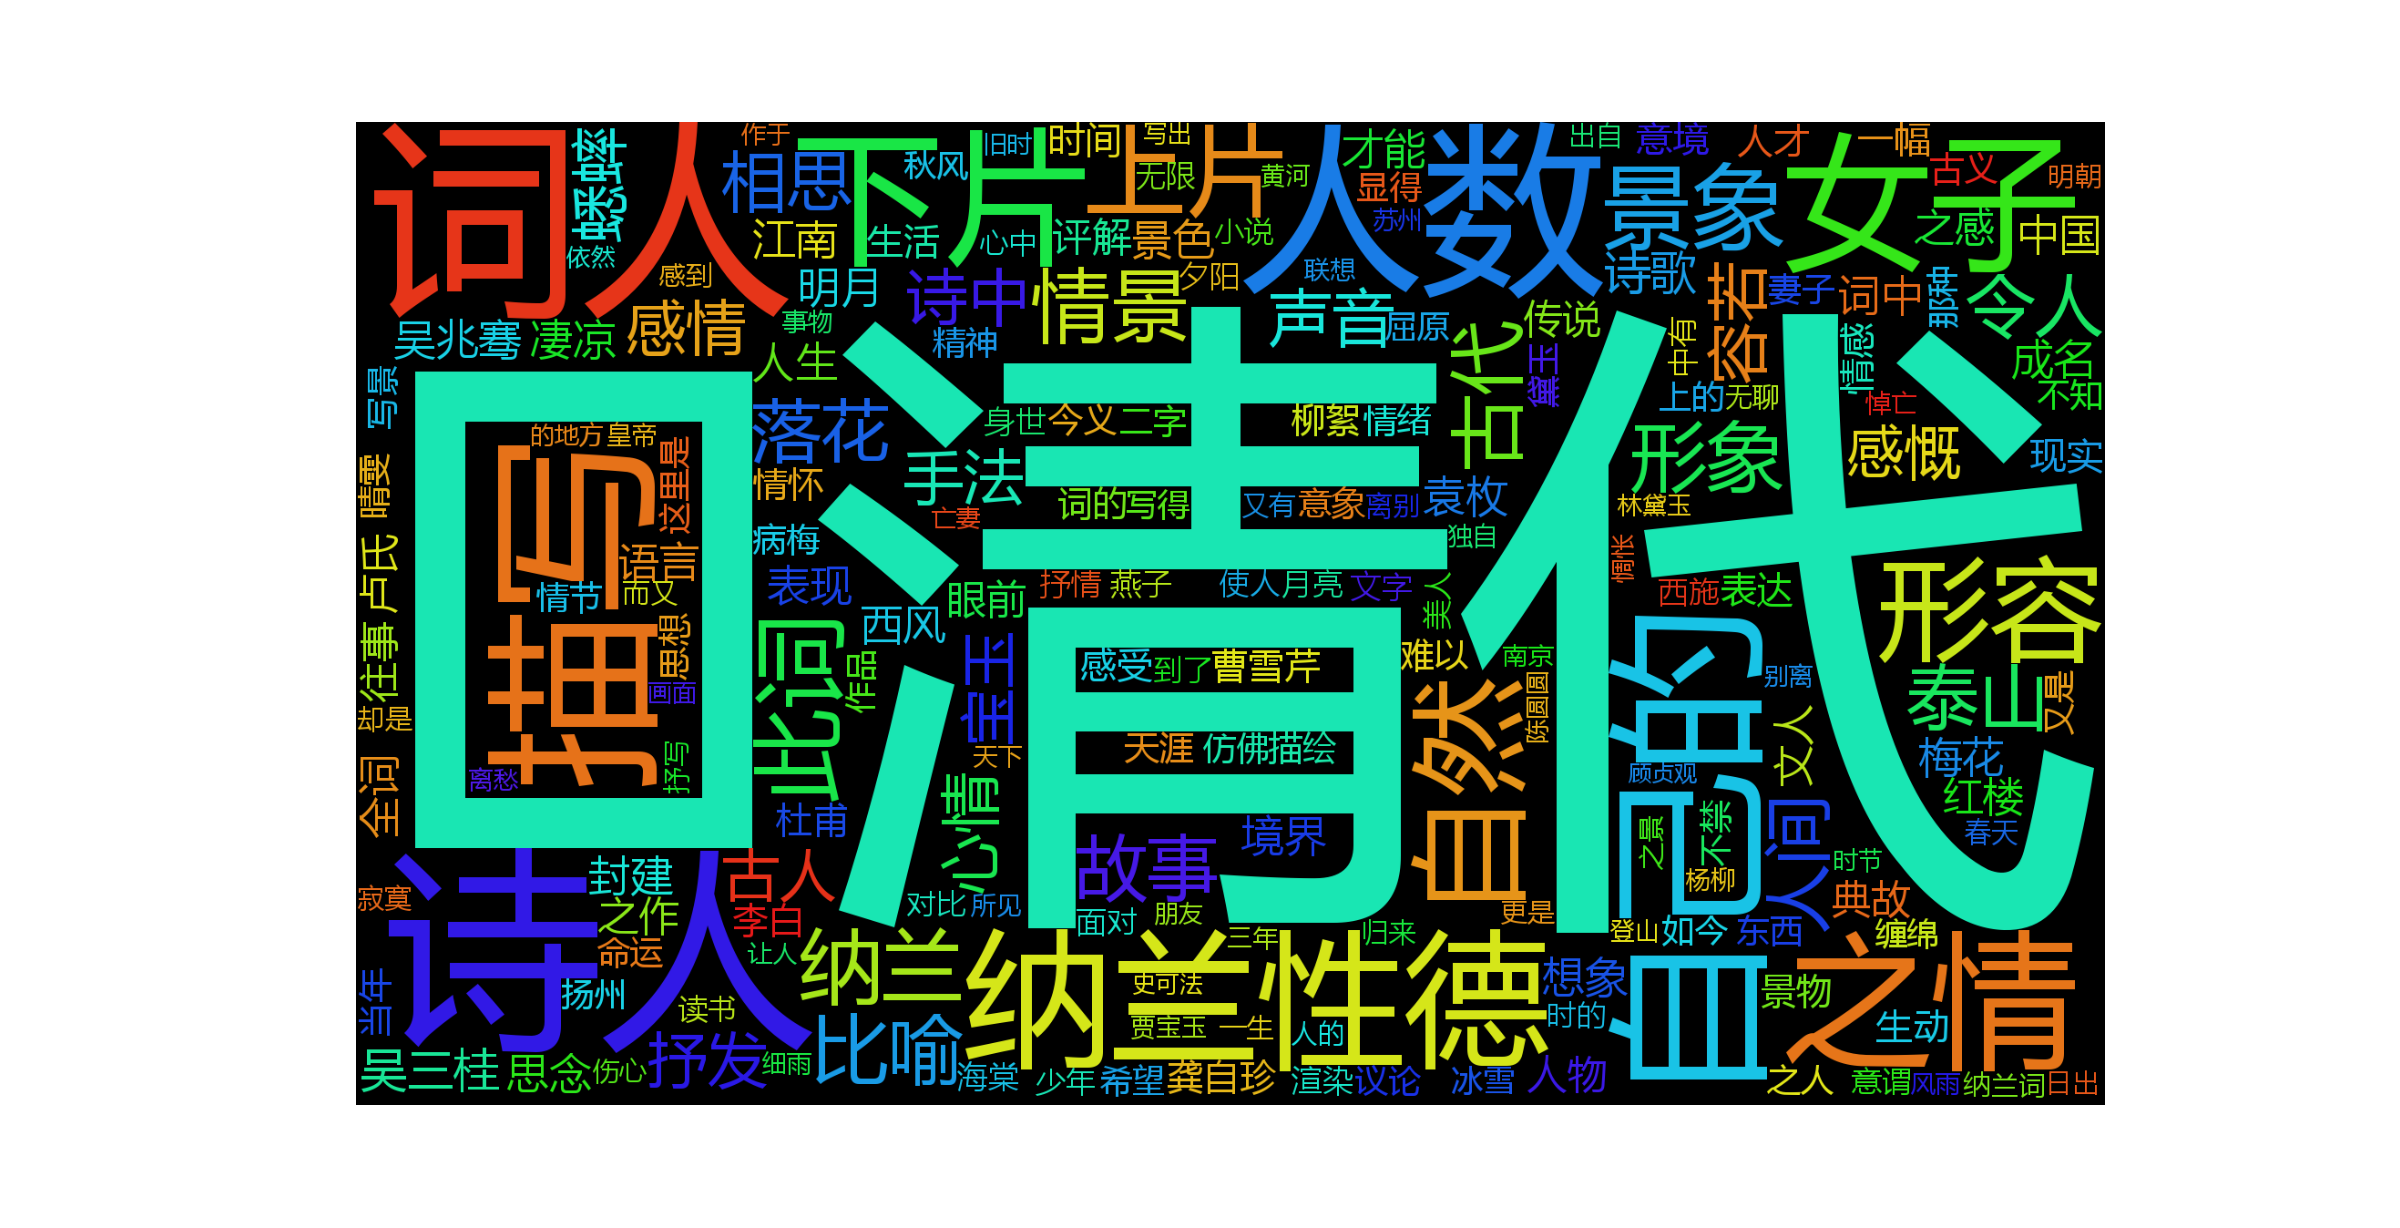 词人
蟋蟀
依然
作于
相思
下片
秋风
旧时
时间
写出
上片
无限
黄河
人数
才能
显得
苏州
出自
意境
人才
一幅
女子
古义
明朝
江南
生活
心中
评解
景色
小说
景象
之感
中国
感到
明月
诗中
情景
夕阳
联想
诗歌
容若
妻子
词中
那种
令人
吴兆骞
凄凉
感情
事物
精神
声音
屈原
古代
传说
黛玉
中有
情感
成名
不知
写景
人生
口清代
落花
身世
今义
二字
柳絮
情绪
上的
无聊
悼亡
的地方
皇帝
这里是
描写
语言
情节
而又
思想
画面
离愁
抒写
晴雯
情怀
手法
亡妻
词的
写得
又有
意象
离别
袁枚
形象
感慨
现实
林黛玉
独自
惆怅
卢氏
病梅
表现
西风
眼前
抒情
燕子
使人
月亮
文字
美人
西施
表达
形容
往事
此词
作品
宝玉
感受
到了
曹雪芹
难以
南京
自己的
别离
泰山
又是
却是
天下
天涯
仿佛
描绘
自然
陈圆圆
顾贞观
文人
梅花
红楼
春天
全词
杜甫
心情
故事
境界
之景
不禁
杨柳
人间
时节
诗人
寂寞
封建
之作
古人
李白
命运
对比
所见
面对
朋友
三年
归来
更是
登山
如今
东西
典故
缠绵
当年
扬州
读书
让人
纳兰
纳兰性德
史可法
贾宝玉
一生
人的
想象
时的
之情
景物
生动
吴三桂
思念
伤心
抒发
细雨
比喻
海棠
少年
希望
龚自珍
渲染
议论
冰雪
人物
之人
意谓
风雨
纳兰词
日出